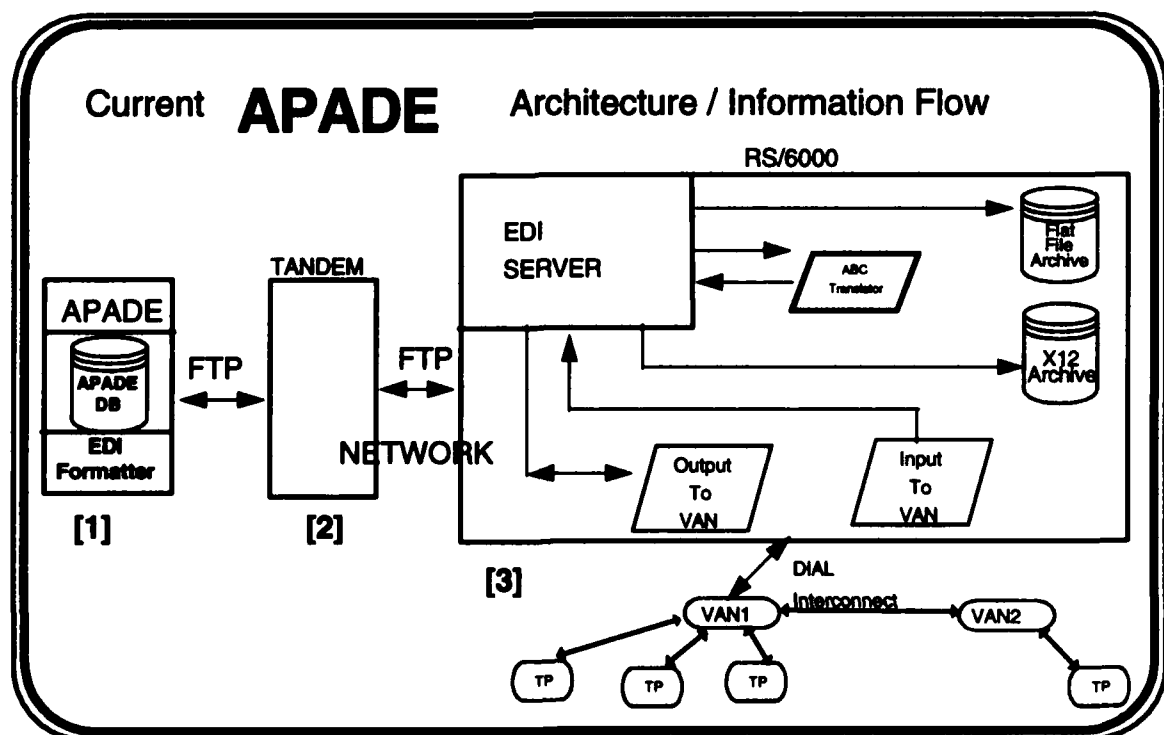 Current APADE Architecture / Information Flow
RS/6000
EDI
SERVER
Flat
File
Archive
ABC
Translator
TANDEM
APADE
FTP
FTP
APADE
DB
X12
Archive
EDI
Formatter
NETWORK
Output
To
VAN
Input
To
VAN
[1]
[2]
[3]
DIAL
Interconnect
VAN1
VAN2
TP
TP
TP
TP